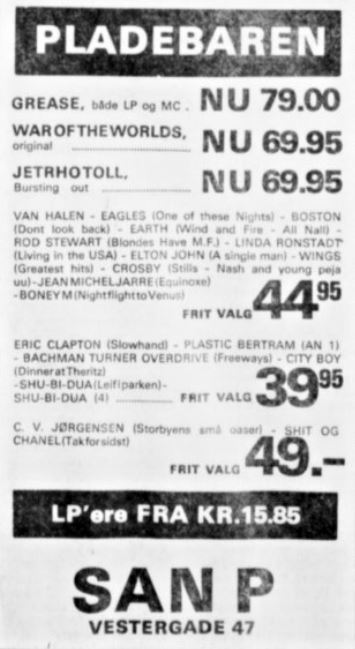 PLADEBAREN
GREASE, både LP og MC . NU 79.00
WAROFTHEWORLDS,
original NU 69.95
JETRHOTOLL,
Bursting out NU 69.95
VAN HALEN - EAGLES (One of these Nights) - BOSTON
(Dont look back) - EARTH (Wind and Fire - All Nall) -
ROD STEWART (Blondes Have M.F.) - LINDA RONSTADT
(Living in the USA) - ELTON JOHN (A single man) - WINGS
(Greatest hits) - CROSBY (Stills - Nash and young peja
uu)-JEAN MICHEL JARRE (Equinoxe)
-BONEY M (Nightflight to Venus)
FRIT VALG 44 95
ERIC CLAPTON (Slowhand) - PLASTIC BERTRAM (AN 1)
- BACHMAN TURNER OVERDRIVE (Freeways) - CITY BOY
(Dinner at Theritz)
-SHU-BI-DUA (Leif i parken)-
SHU-BI-DUA (4) FRIT VALG 39 95
C. V. JØRGENSEN (Storbyens små oaser) - SHIT OG
CHANEL (Tak for sidst)
FRIT VALG 49.-
LP'ere FRA KR.15.85
SAN P
VESTERGADE 47